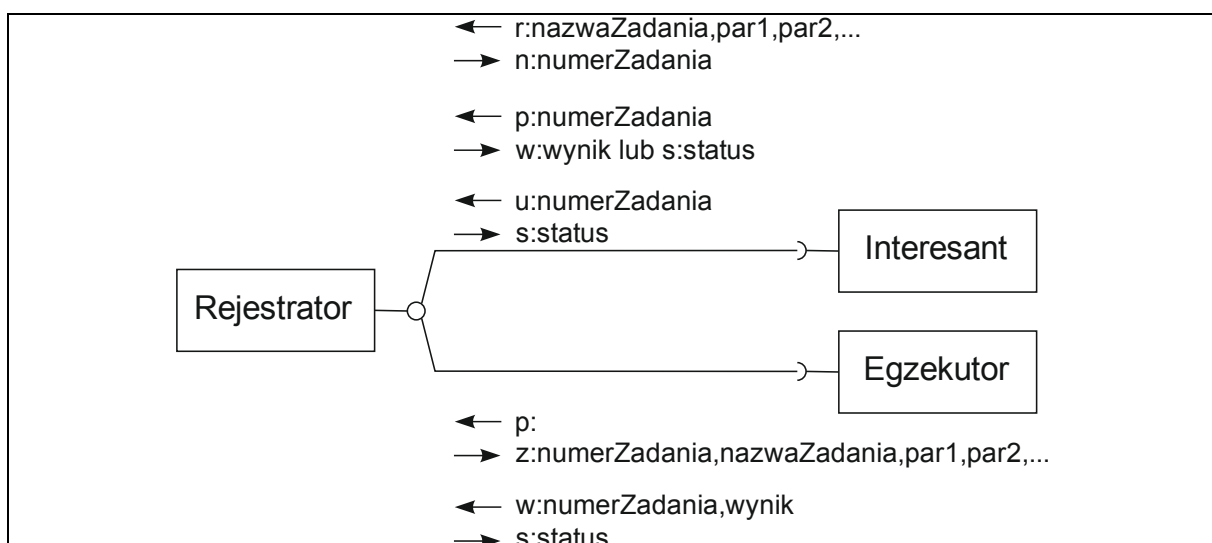 r:nazwaZadania,par1,par2,...
n:numerZadania
p:numerZadania
w:wynik lub s:status
u:numerZadania
s:status
Interesant
Rejestrator
Egzekutor
p:
z:numerZadania,nazwaZadania,par1,par2,...
w:numerZadania,wynik
s:status